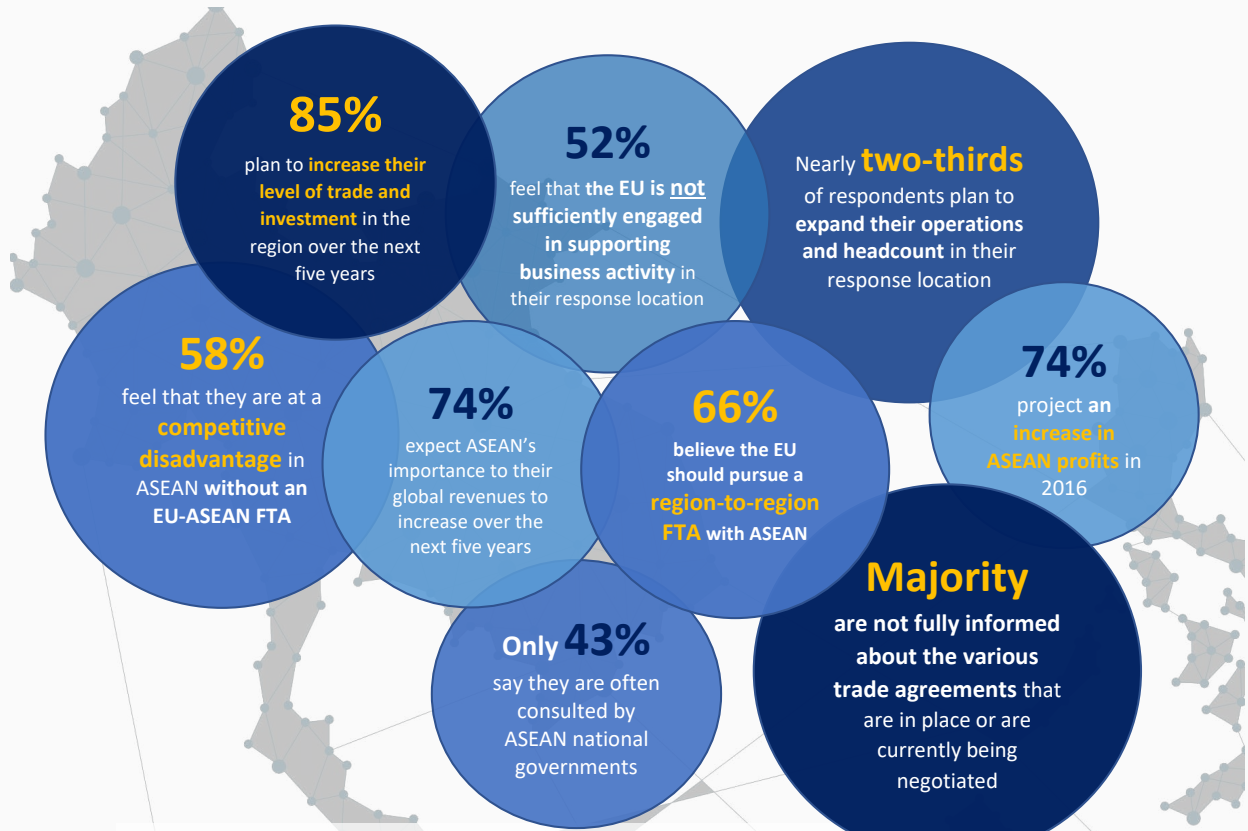 85%
plan to increase their
level of trade and
investment in the
region over the next
five years
52%
feel that the EU is not
sufficiently engaged
in supporting
business activity in
their response location
Nearly two-thirds
of respondents plan to
expand their operations
and headcount in their
response location
58%
feel that they are at a
competitive
disadvantage in
ASEAN without an
EU-ASEAN FTA
74%
expect ASEAN’s
importance to their
global revenues to
increase over the
next five years
66%
believe the EU
should pursue a
region-to-region
FTA with ASEAN
74%
project an
increase in
ASEAN profits in
2016
Only 43%
say they are often
consulted by
ASEAN national
governments
Majority
are not fully informed
about the various
trade agreements that
are in place or are
currently being
negotiated